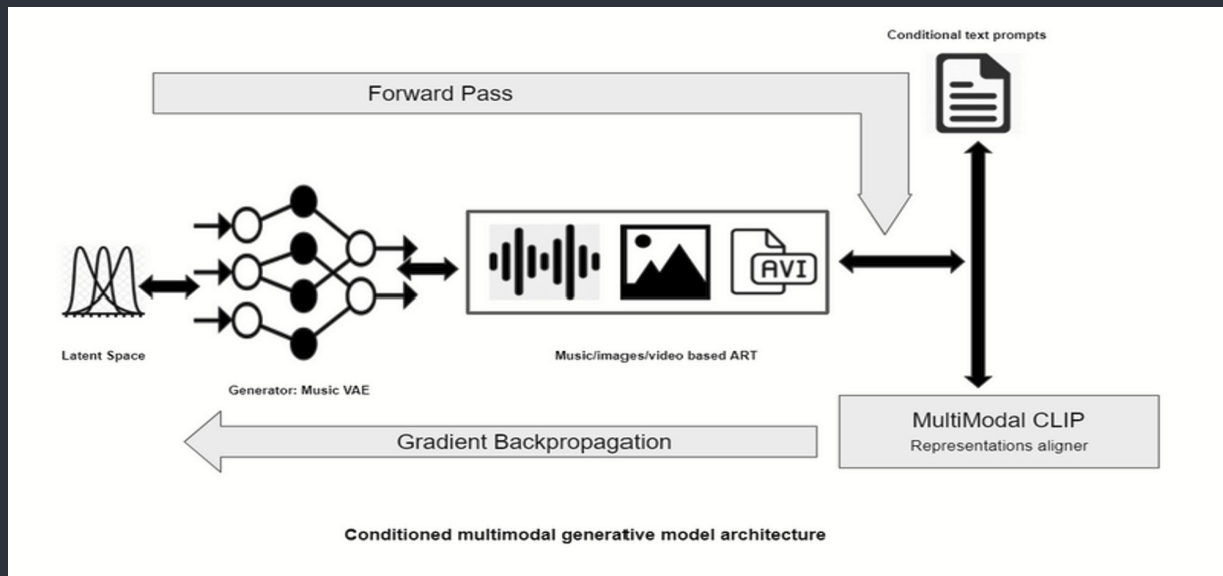 Conditional text prompts
Forward Pass
AVI
Latent Space
Music/images/video based ART
Generator: Music VAE
Gradient Backpropagation
MultiModal CLIP
Representations aligner
Conditioned multimodal generative model architecture